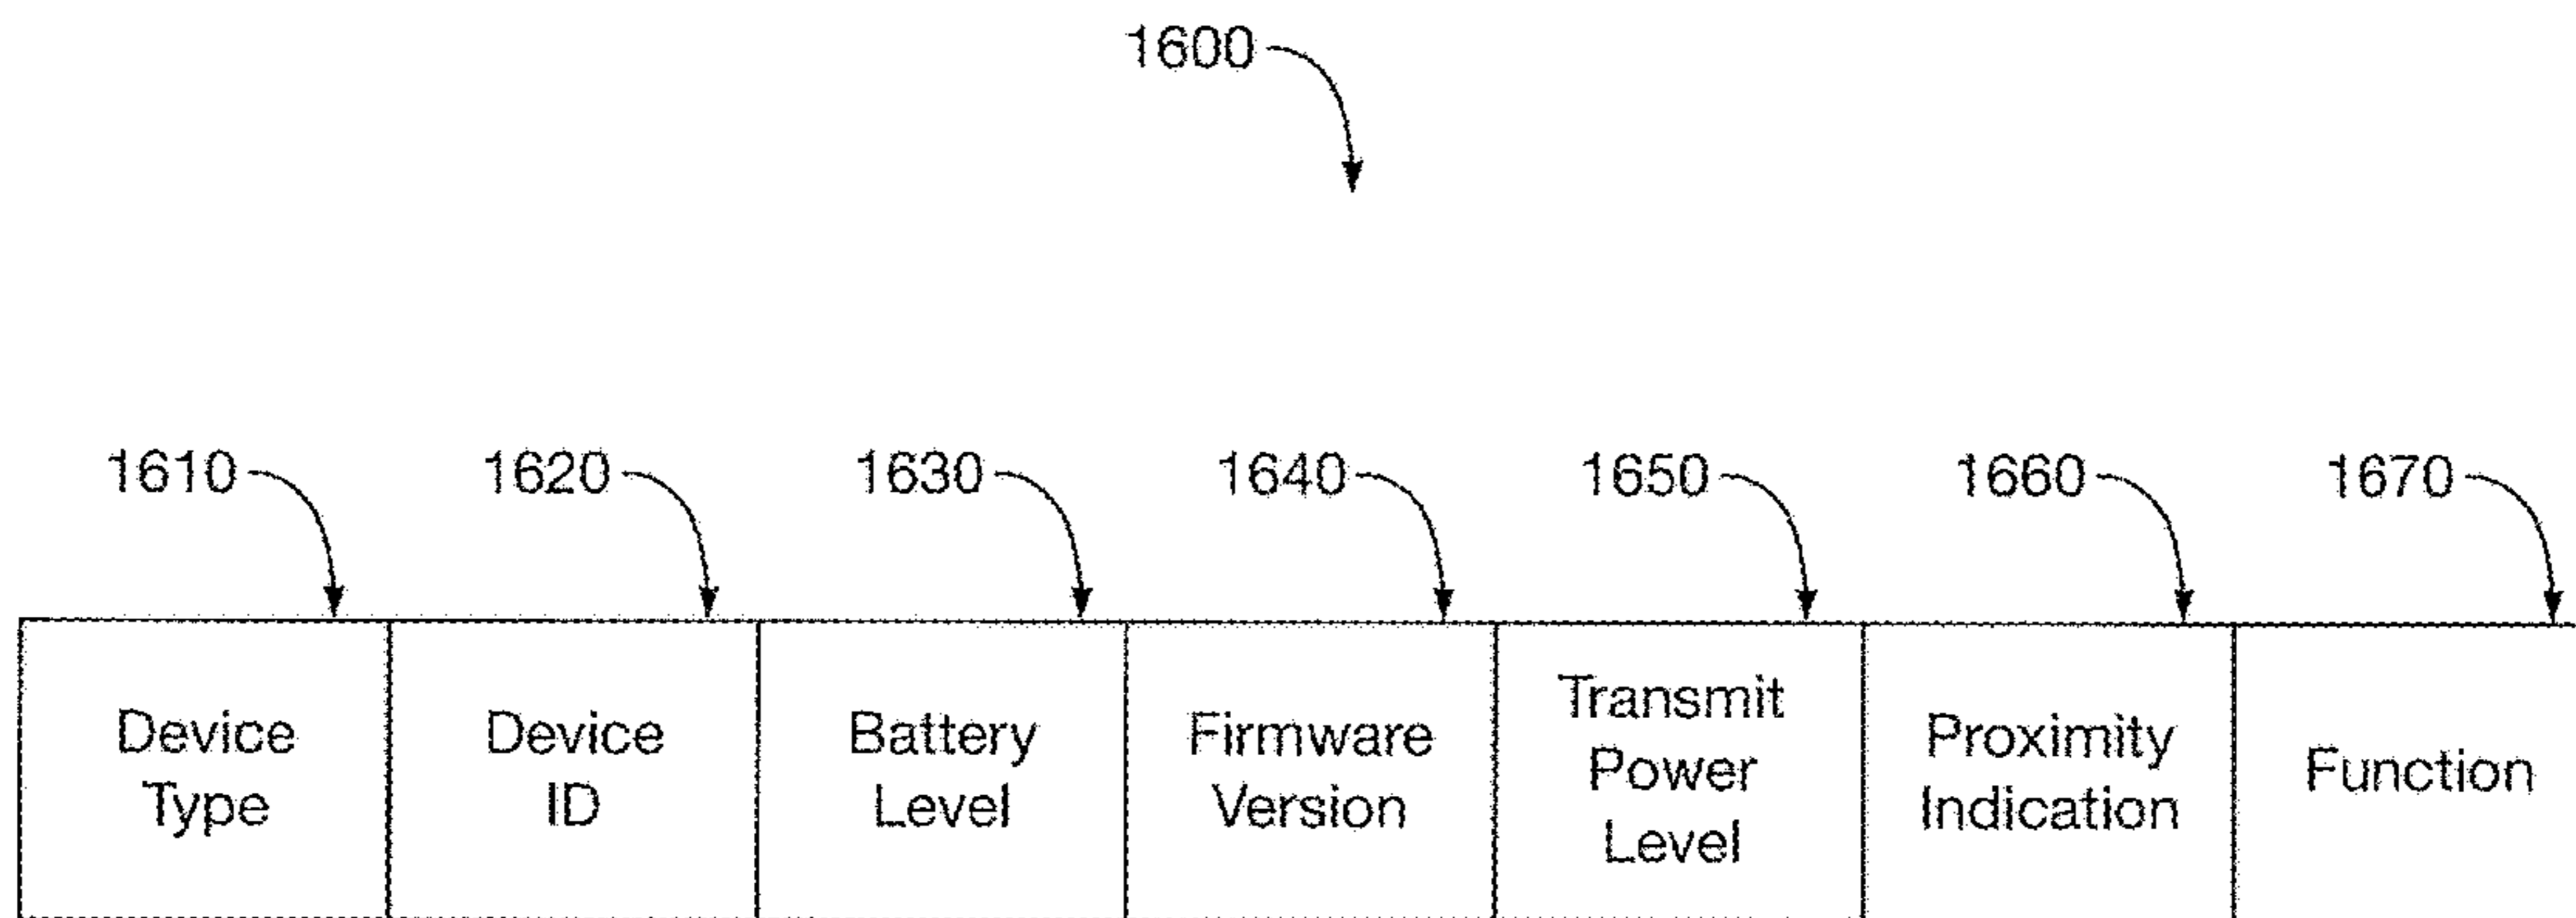 1600
1610 1620 1630 1640 1650 1660 1670
Device
Type
Device
ID
Battery
Level
Firmware
Version
Transmit
Power
Level
Proximity
Indication
Function